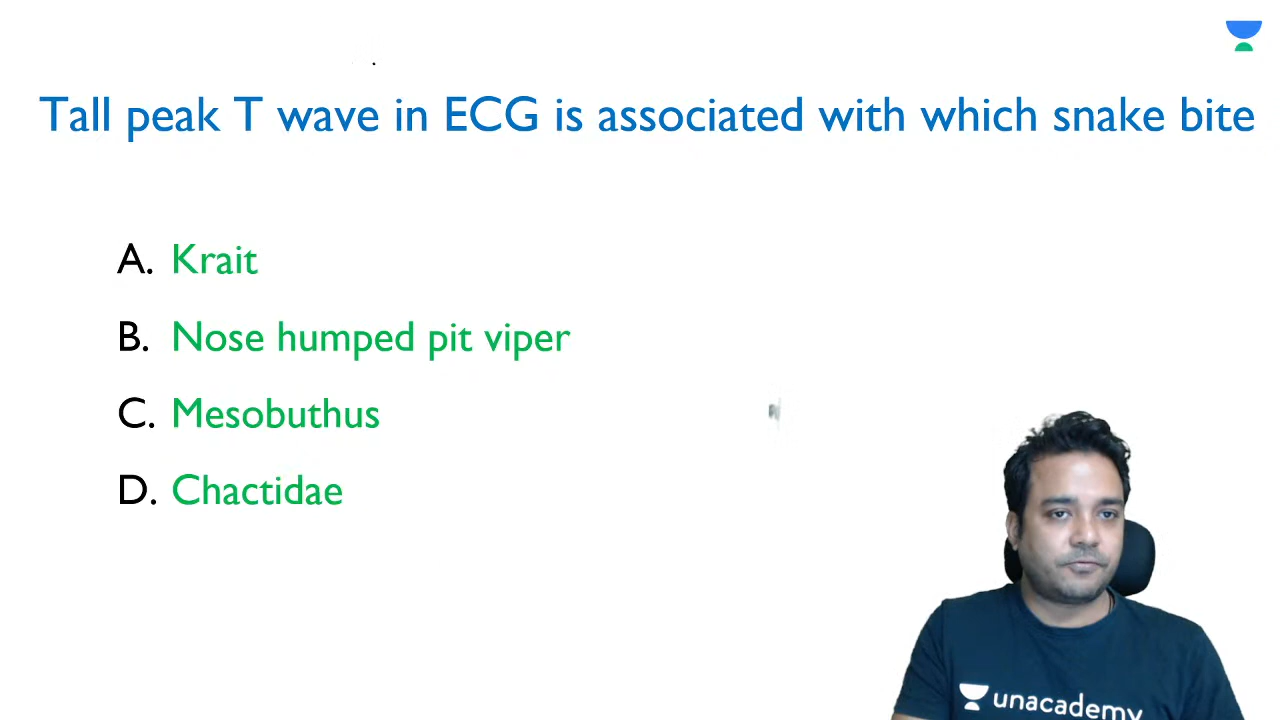 Tall peak T wave in ECG is associated with which snake bite
A. Krait
B. Nose humped pit viper
C. Mesobuthus
D. Chactidae
unacademy